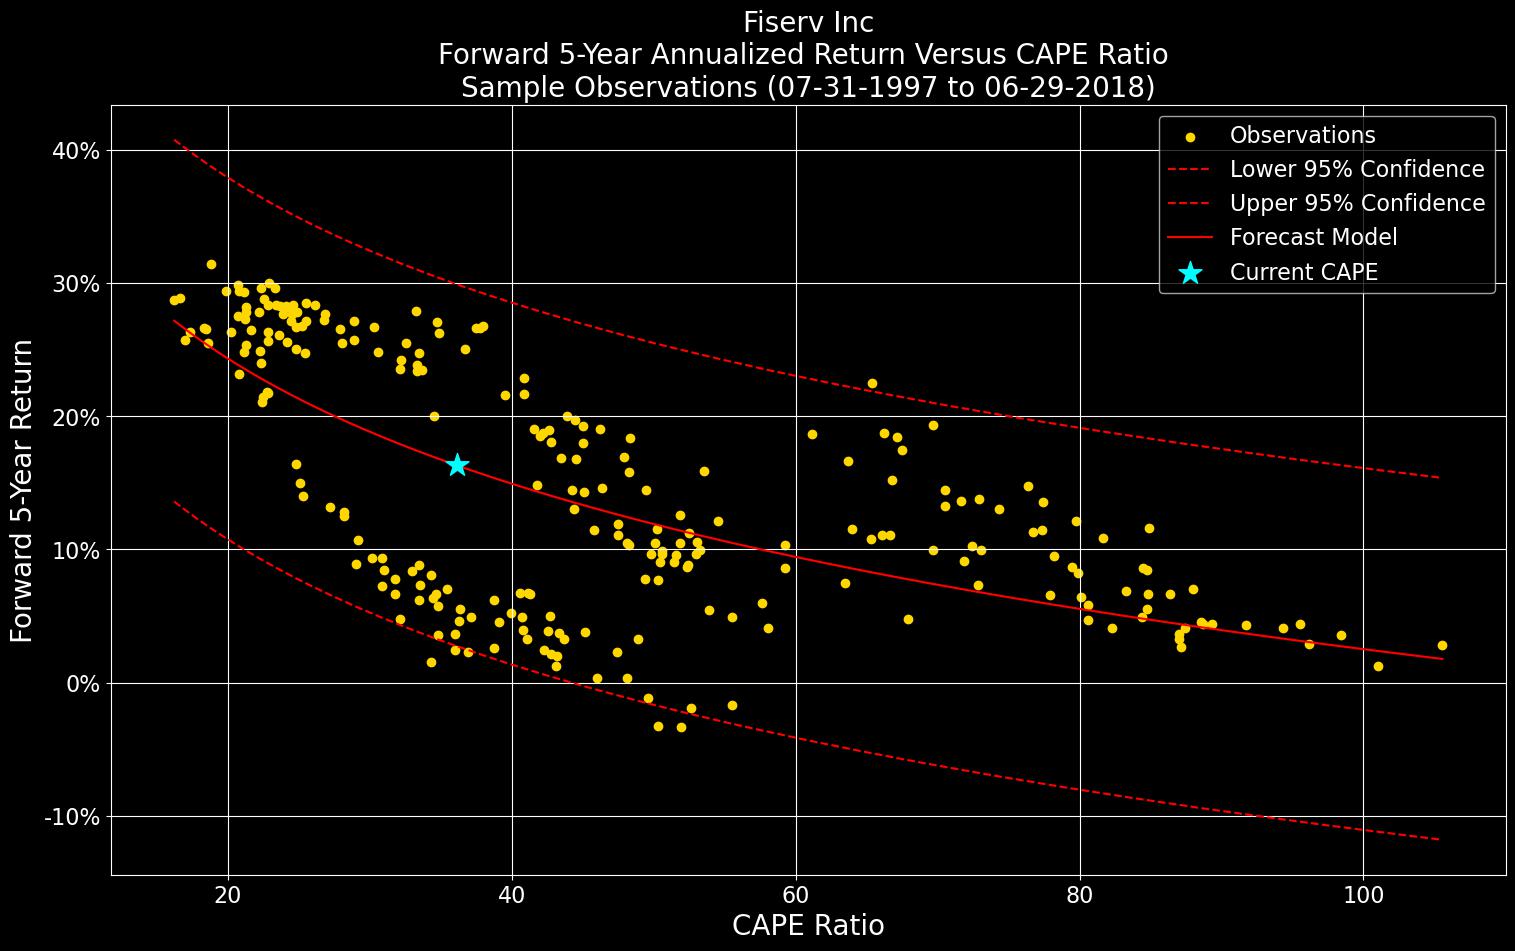 Fiserv Inc
Forward 5-Year Annualized Return Versus CAPE Ratio
Sample Observations (07-31-1997 to 06-29-2018)
Observations
Lower 95% Confidence
Upper 95% Confidence
Forecast Model
Current CAPE
Forward 5-Year Return
40%
30%
20%
10%
0%
-10%
20
40
60
80
100
CAPE Ratio